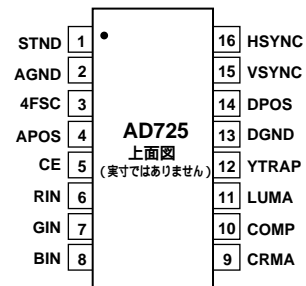 STND 1
AGND 2
4FSC 3
APOS 4
CE 5
RIN 6
GIN 7
BIN 8
AD725
上面図
(実寸ではありません)
16 HSYNC
15 VSYNC
14 DPOS
13 DGND
12 YTRAP
11 LUMA
10 COMP
9 CRMA